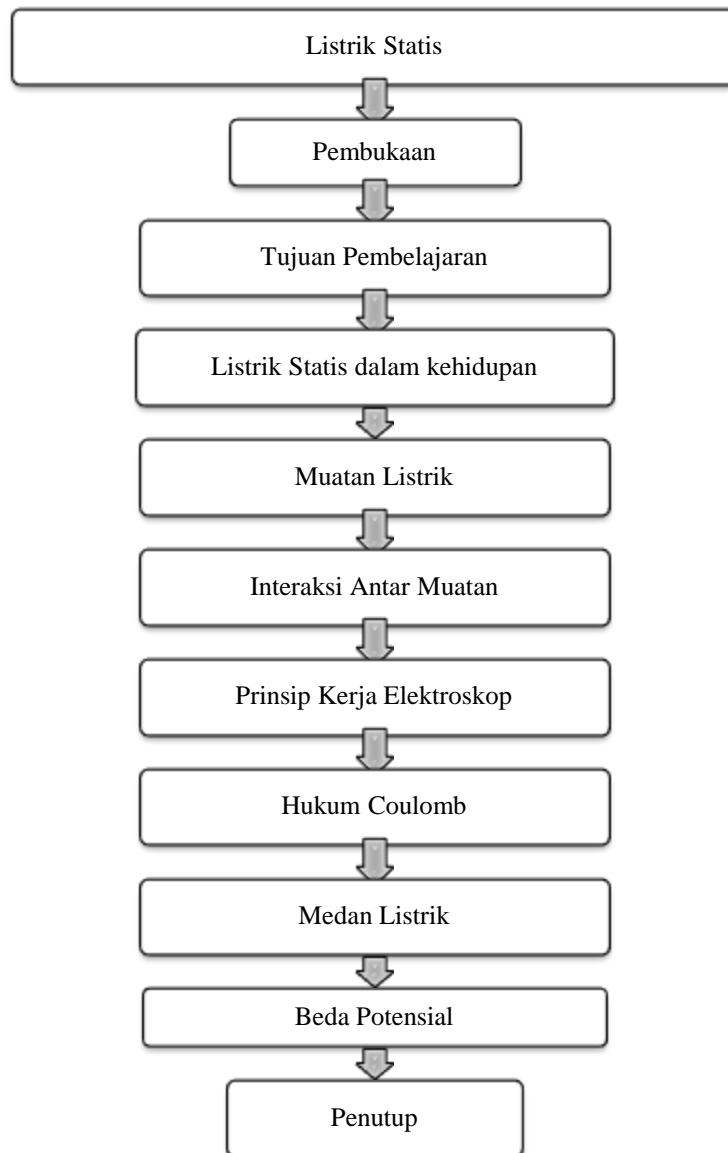 Listrik Statis
Pembukaan
Tujuan Pembelajaran
Listrik Statis dalam kehidupan
Muatan Listrik
Interaksi Antar Muatan
Prinsip Kerja Elektroskop
Hukum Coulomb
Medan Listrik
Beda Potensial
Penutup